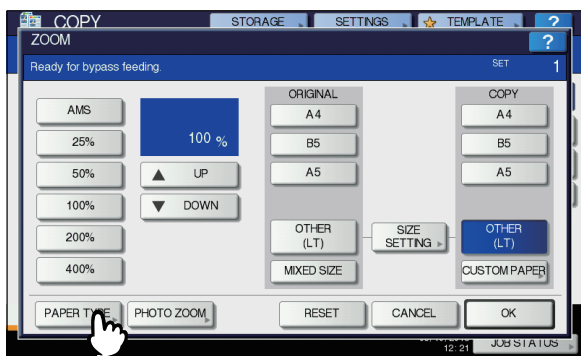 COPY STORAGE SETTINGS TEMPLATE ?
ZOOM ?
Ready for bypass feeding. SET 1
ORIGINAL COPY
AMS A4 A4
25% 100 % B5 B5
50% UP A5 A5
100% DOWN
200% OTHER (LT) SIZE SETTING OTHER (LT)
400% MIXED SIZE CUSTOM PAPER
PAPER TYPE PHOTO ZOOM RESET CANCEL OK
12:21 JOB STATUS